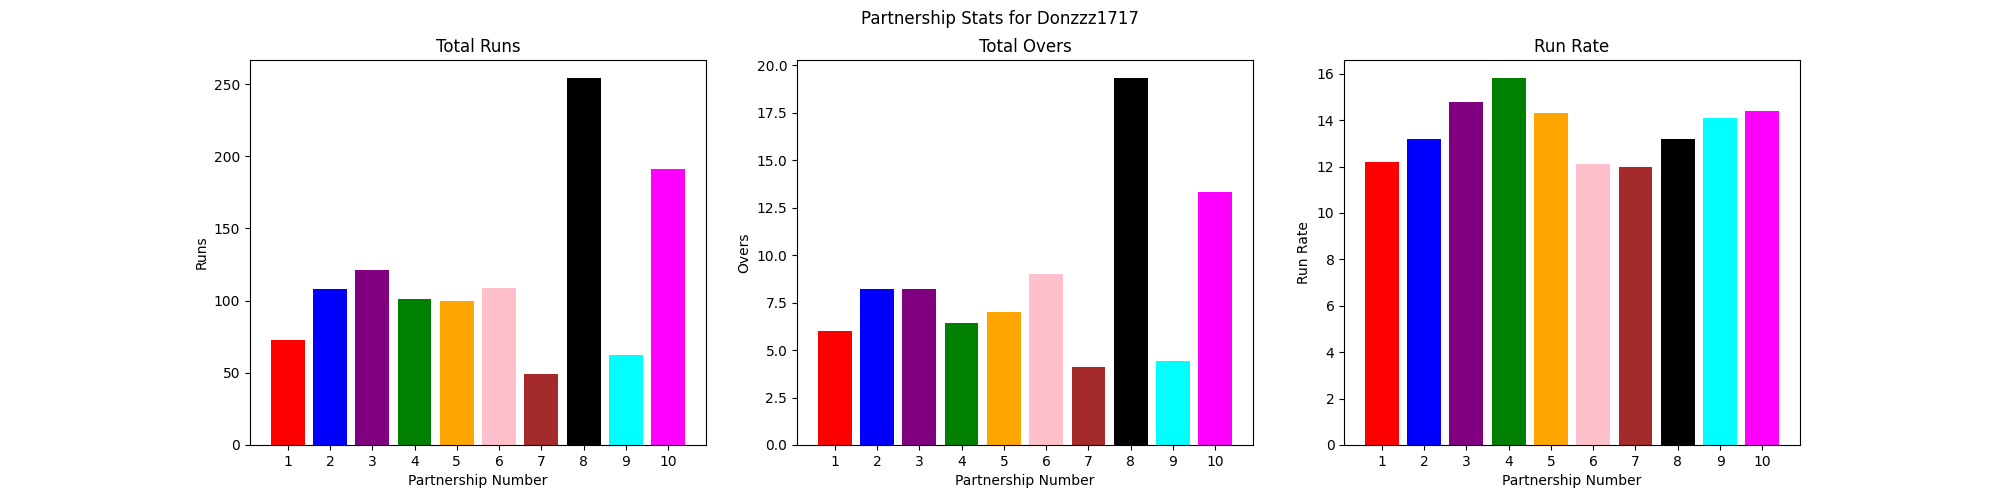 Partnership Stats for Donzzz1717
Total Runs
Runs
250
200
150
100
50
0
1 2 3 4 5 6 7 8 9 10
Partnership Number
Total Overs
Overs
20.0
17.5
15.0
12.5
10.0
7.5
5.0
2.5
0.0
1 2 3 4 5 6 7 8 9 10
Partnership Number
Run Rate
Run Rate
16
14
12
10
8
6
4
2
0
1 2 3 4 5 6 7 8 9 10
Partnership Number